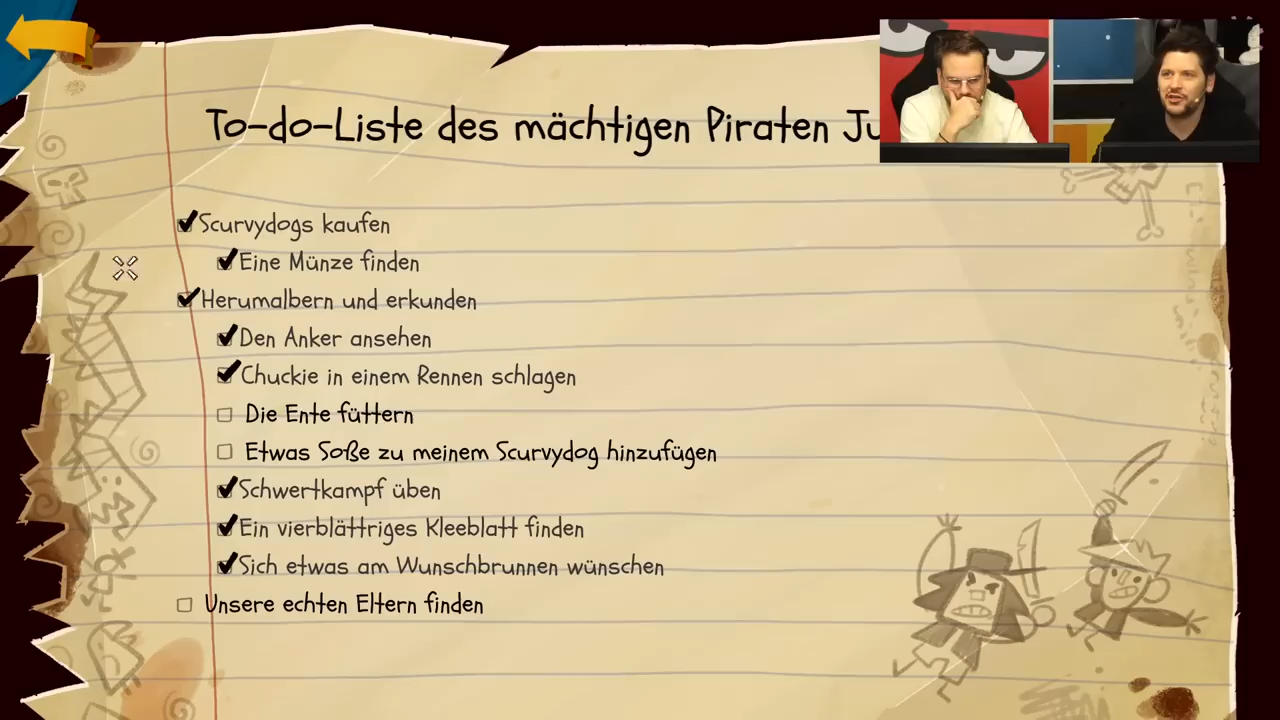 To-do-Liste des mächtigen Piraten
Scurvydogs kaufen
Eine Münze finden
Herumalbern und erkunden
Den Anker ansehen
Chuckie in einem Rennen schlagen
Die Ente füttern
Etwas Soße zu meinem Scurvydog hinzufügen
Schwertkampf üben
Ein vierblättriges Kleeblatt finden
Sich etwas am Wunschbrunnen wünschen
Unsere echten Eltern finden